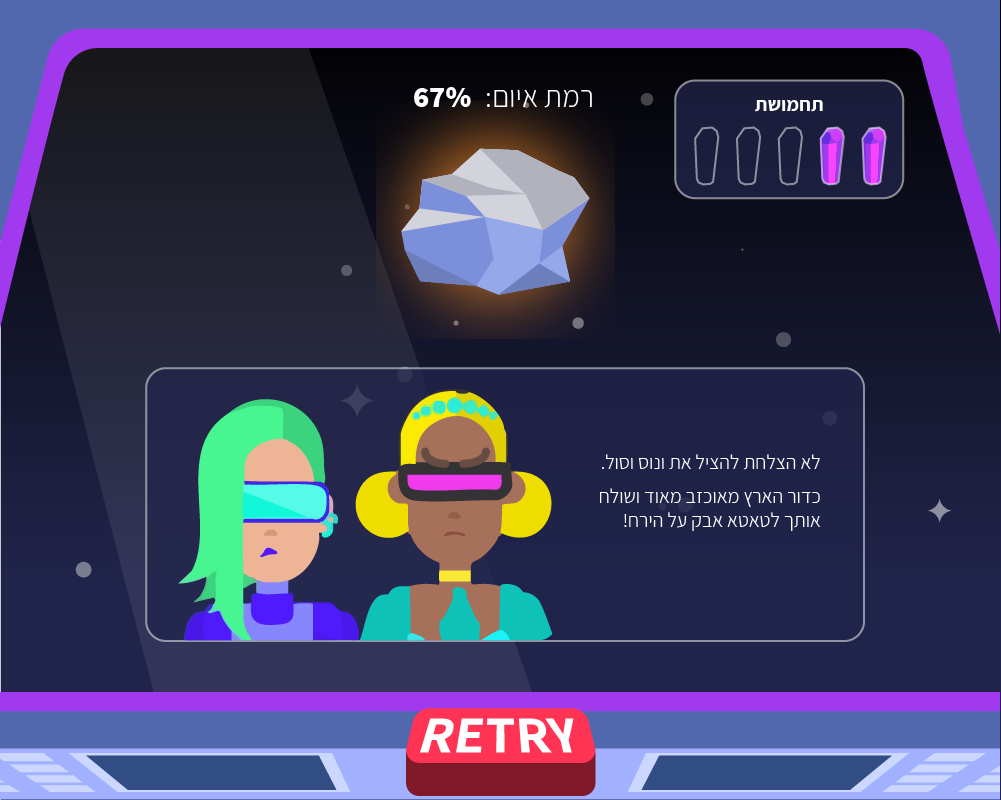 רמת איום: 67%
תחמושת
לא הצלחת להציל את ונוס וסול.
כדור הארץ מאוכזב מאוד ושולח
אותך לטאטא אבק על הירח!
RETRY